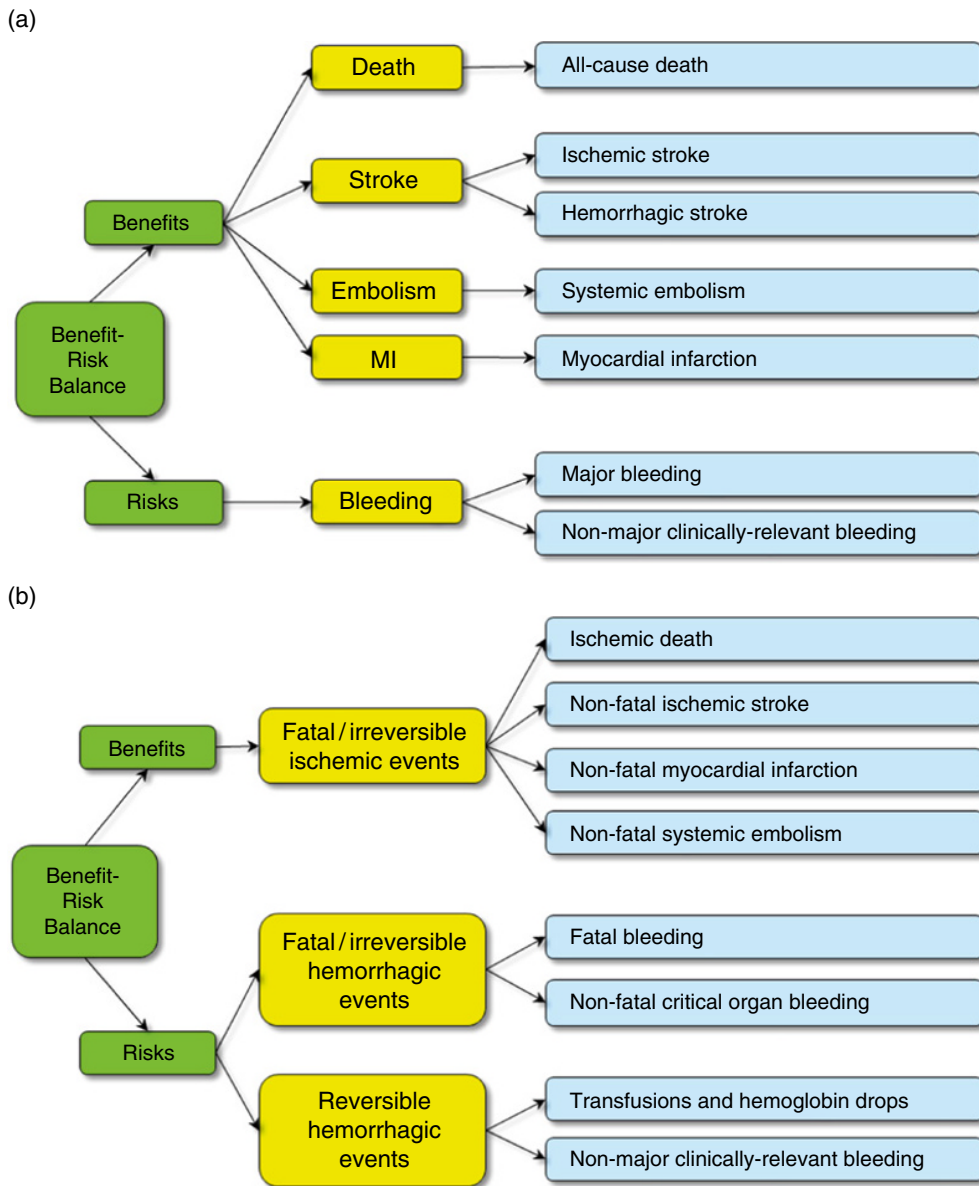 (a)
Death
All-cause death
Stroke
Ischemic stroke
Hemorrhagic stroke
Benefits
Embolism
Systemic embolism
Benefit-
Risk
Balance
MI
Myocardial infarction
Risks
Bleeding
Major bleeding
Non-major clinically-relevant bleeding
(b)
Benefits
Fatal / irreversible
ischemic events
Ischemic death
Non-fatal ischemic stroke
Non-fatal myocardial infarction
Non-fatal systemic embolism
Benefit-
Risk
Balance
Risks
Fatal / irreversible
hemorrhagic
events
Fatal bleeding
Non-fatal critical organ bleeding
Reversible
hemorrhagic
events
Transfusions and hemoglobin drops
Non-major clinically-relevant bleeding